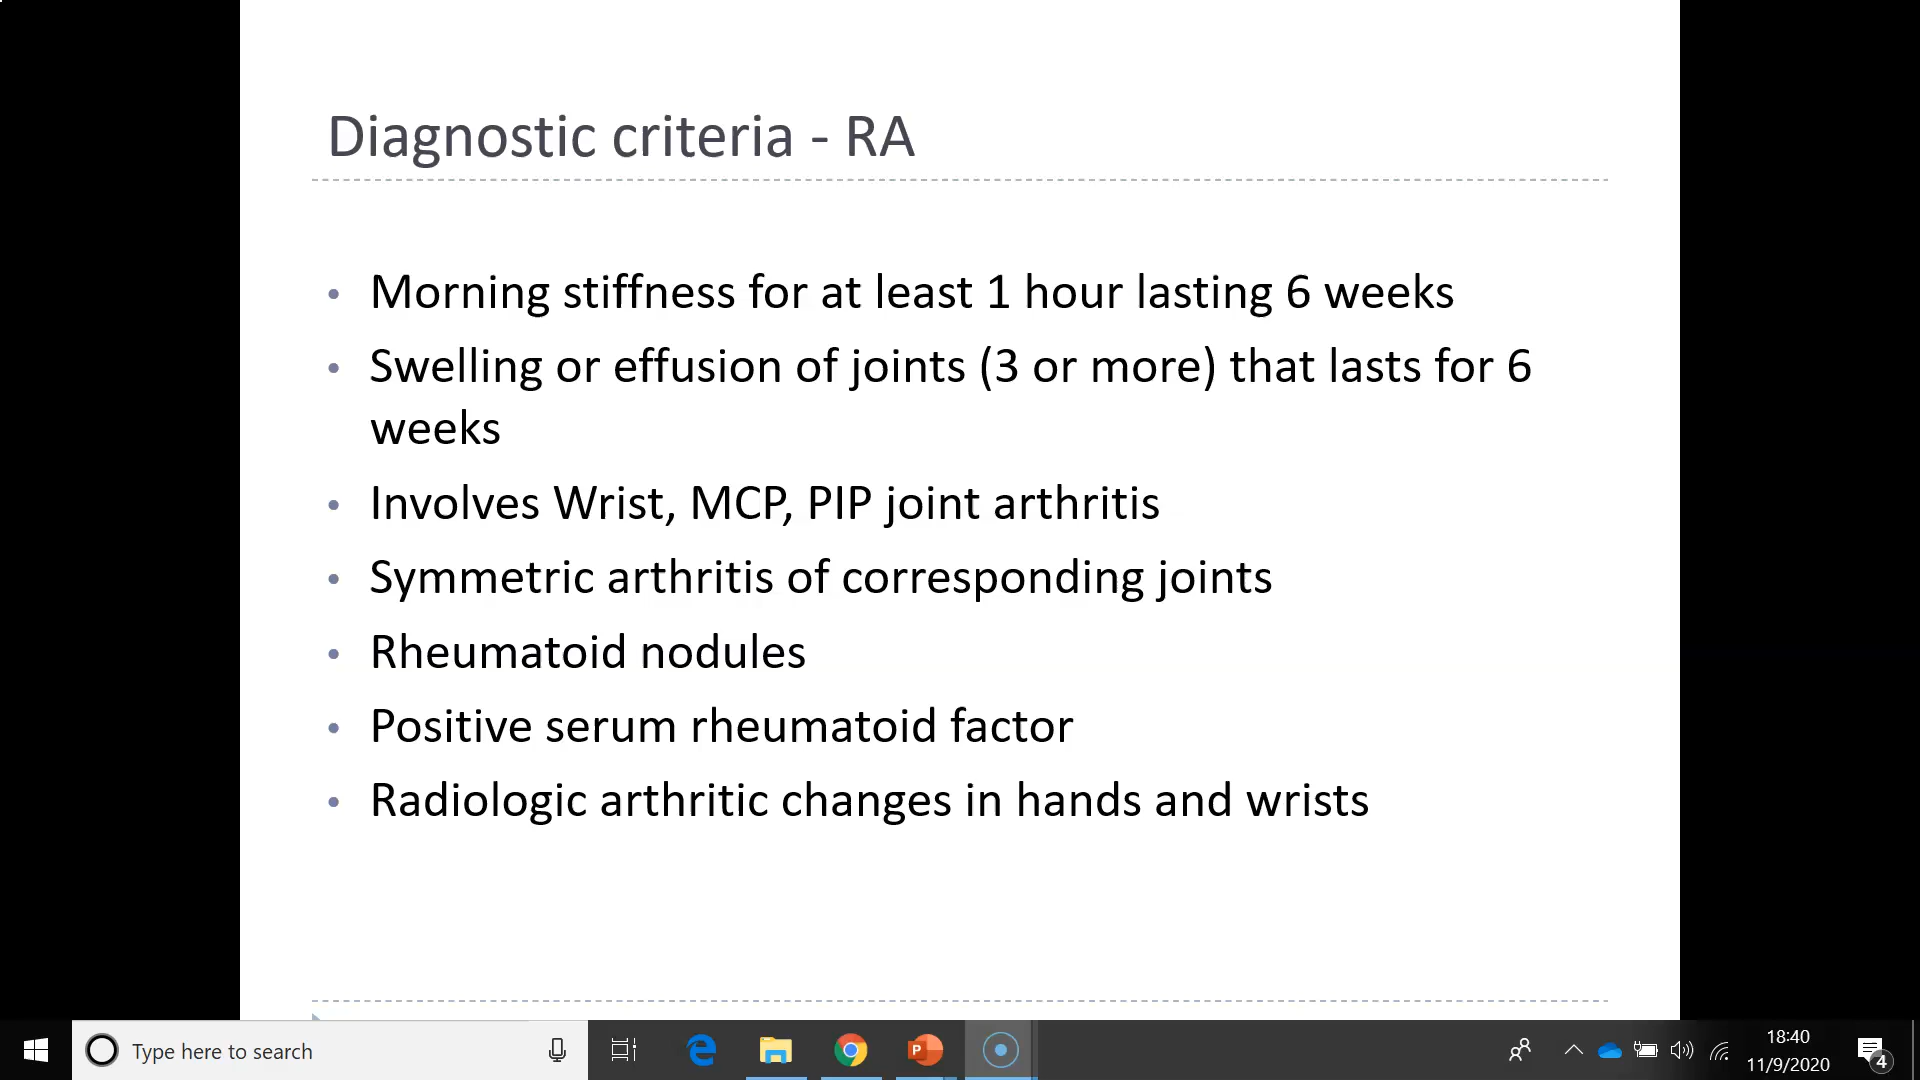 Diagnostic criteria - RA
• Morning stiffness for at least 1 hour lasting 6 weeks
• Swelling or effusion of joints (3 or more) that lasts for 6
weeks
• Involves Wrist, MCP, PIP joint arthritis
• Symmetric arthritis of corresponding joints
• Rheumatoid nodules
• Positive serum rheumatoid factor
• Radiologic arthritic changes in hands and wrists
Type here to search
P
18:40
11/9/2020
4